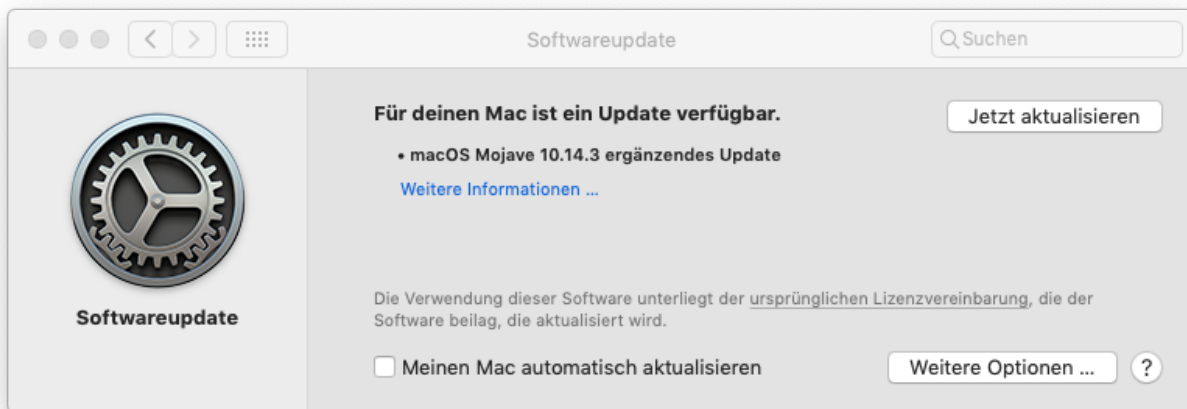 Softwareupdate
Suchen
Für deinen Mac ist ein Update verfügbar.
Jetzt aktualisieren
• macOS Mojave 10.14.3 ergänzendes Update
Weitere Informationen ...
Softwareupdate
Die Verwendung dieser Software unterliegt der ursprünglichen Lizenzvereinbarung, die der
Software beilag, die aktualisiert wird.
Meinen Mac automatisch aktualisieren
Weitere Optionen ...
?